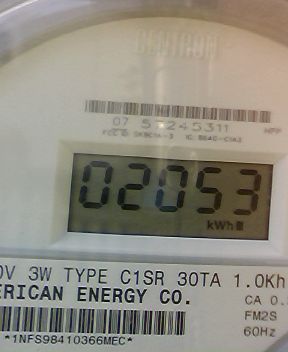 CENTRON
07 57245311
HPP
02053
kWh
0V 3W TYPE C1SR 30TA 1.0Kh
ERICAN ENERGY CO.
CA 0.
FM2S
60Hz
*1NFS98410366MEC*